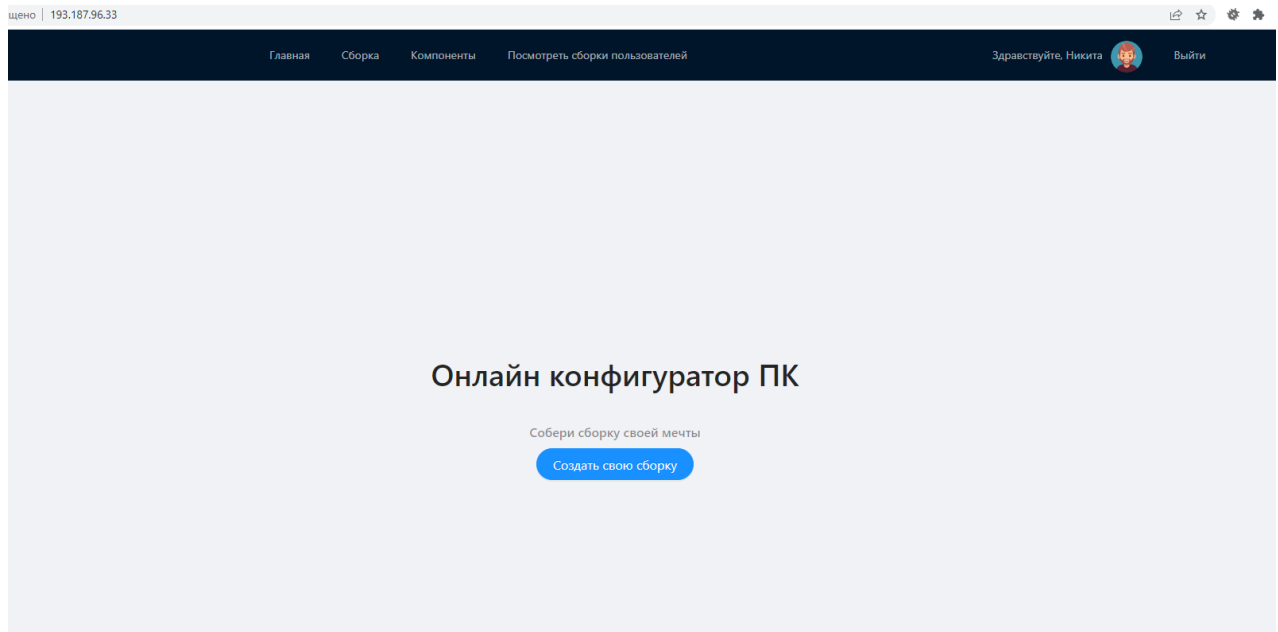 щено | 193.187.96.33
Главная Сборка Компоненты Посмотреть сборки пользователей Здравствуйте, Никита Выйти
Онлайн конфигуратор ПК
Собери сборку своей мечты
Создать свою сборку